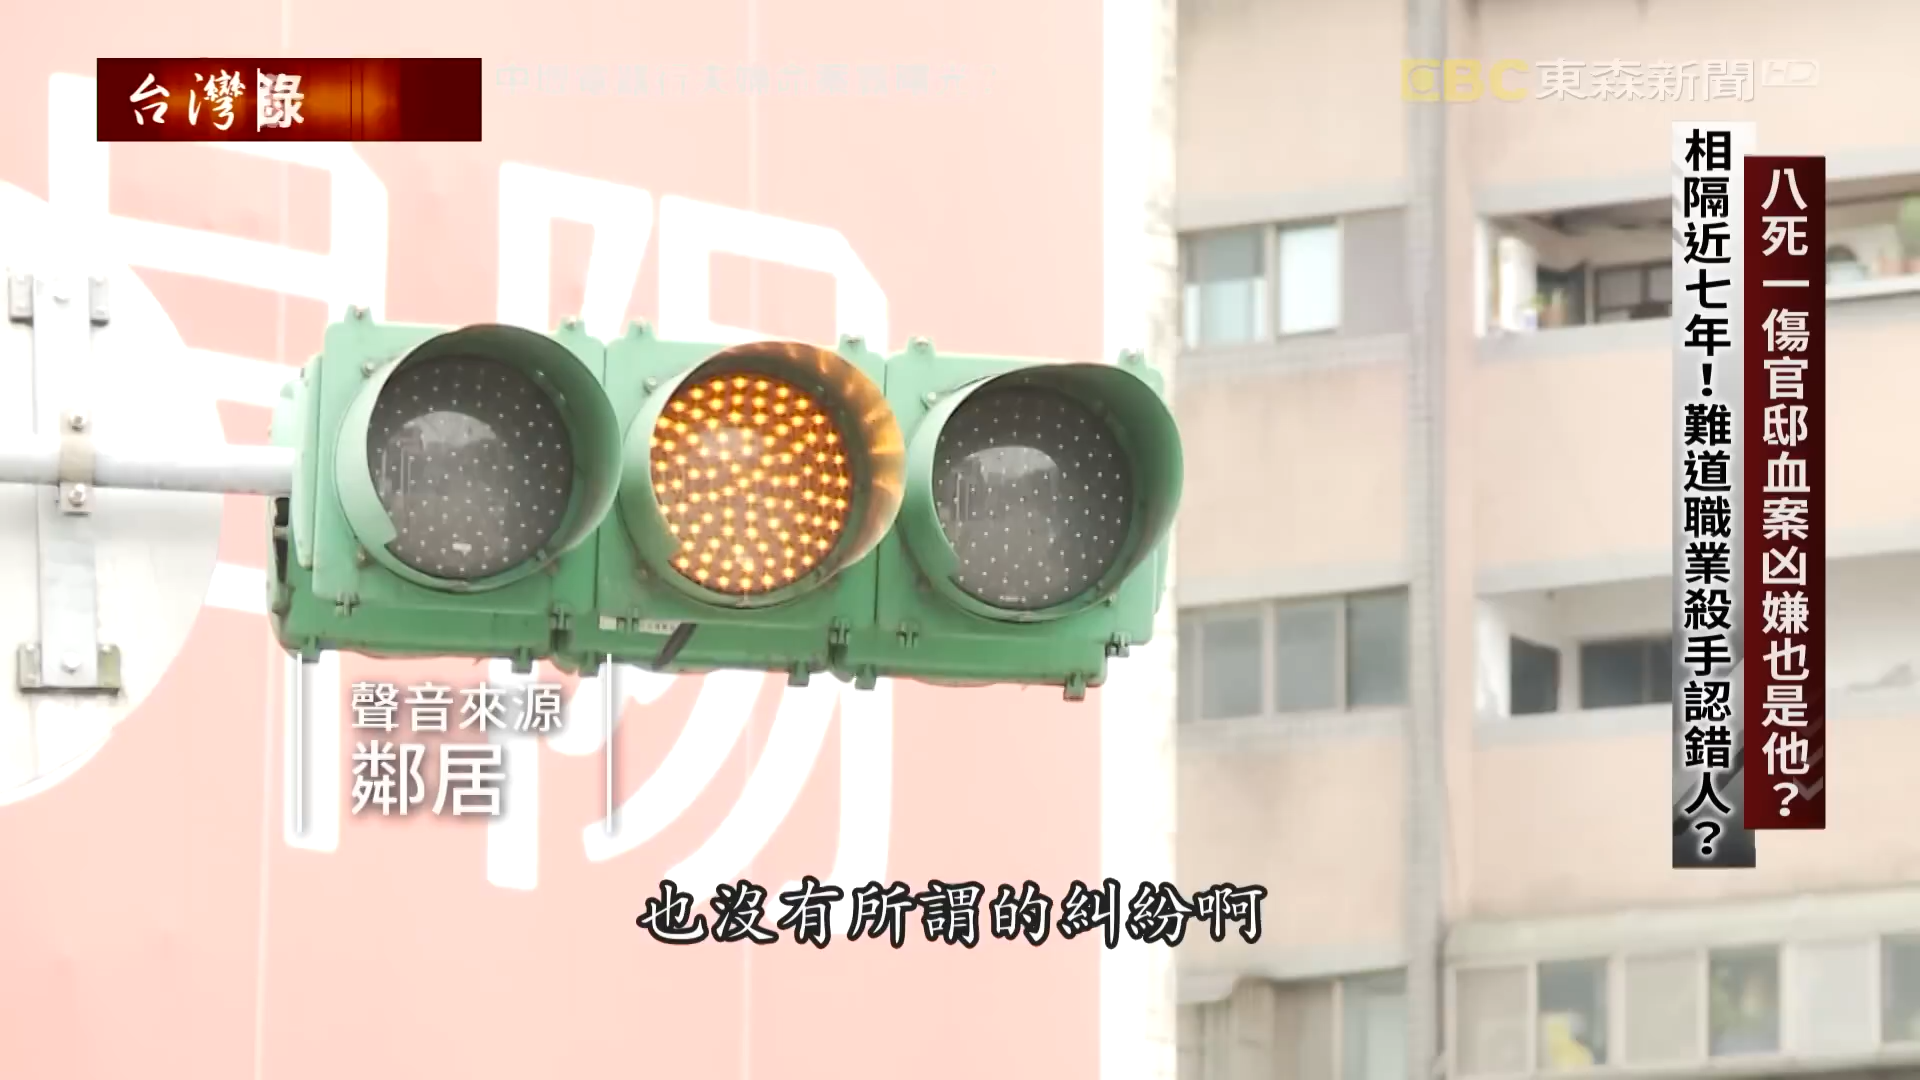 台灣錄
EBC東森新聞HD
八死一傷官邸血案凶嫌也是他？
相隔近七年！難道職業殺手認錯人？
聲音來源
鄰居
也沒有所謂的糾紛啊